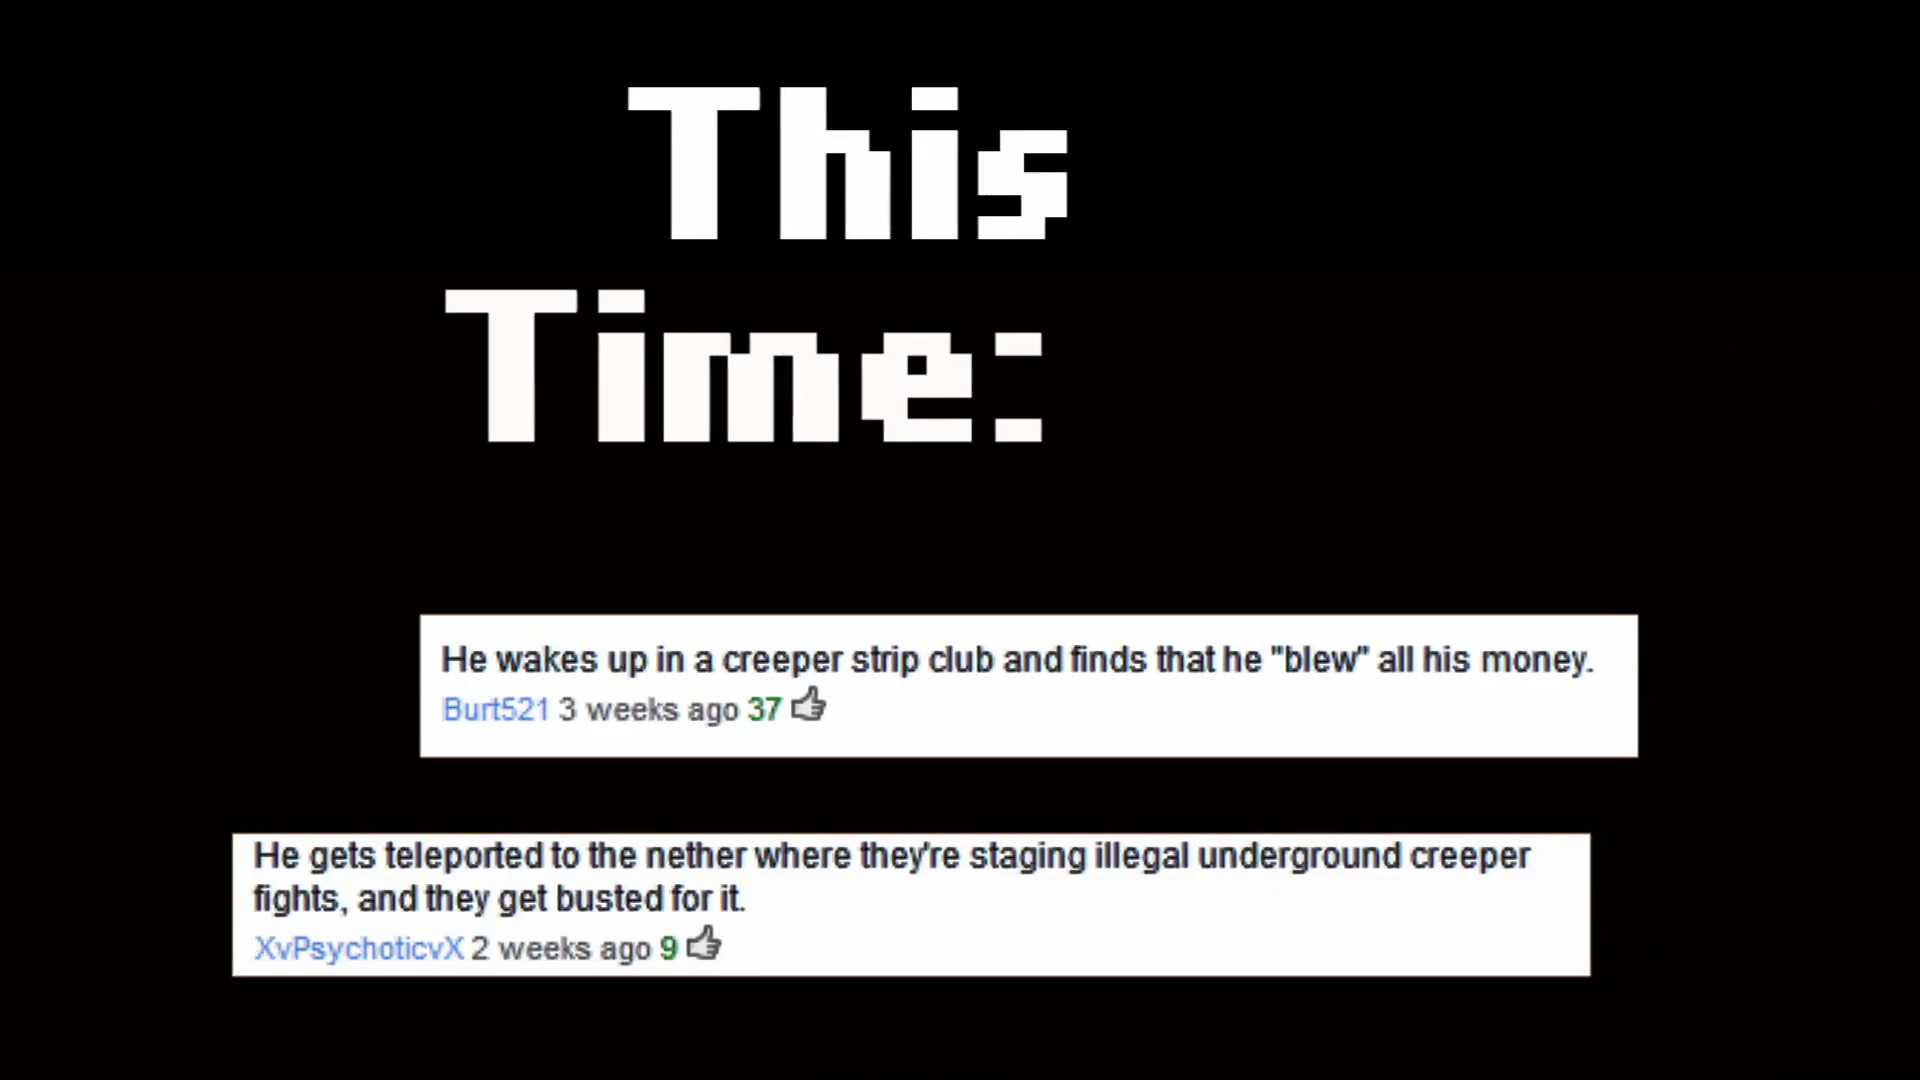 This
Time:
He wakes up in a creeper strip club and finds that he "blew" all his money.
Burt521 3 weeks ago 37
He gets teleported to the nether where they're staging illegal underground creeper
fights, and they get busted for it.
XvPsychoticvX 2 weeks ago 9